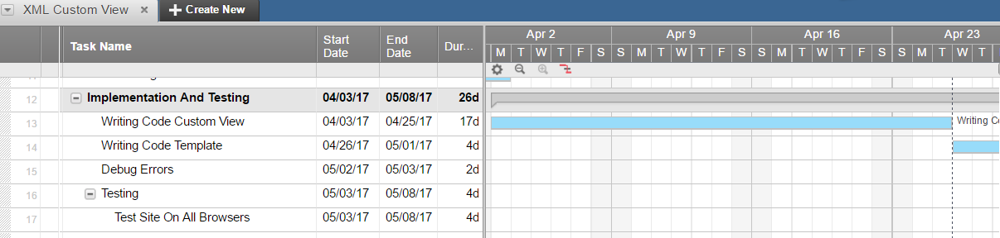 XML Custom View × Create New
Task Name Start Date End Date Dur... Apr 2 Apr 9 Apr 16 Apr 23
M T W T F S S M T W T F S S M T W T F S S M T W T
12 Implementation And Testing 04/03/17 05/08/17 26d
13 Writing Code Custom View 04/03/17 04/25/17 17d Writing Co
14 Writing Code Template 04/26/17 05/01/17 4d
15 Debug Errors 05/02/17 05/03/17 2d
16 Testing 05/03/17 05/08/17 4d
17 Test Site On All Browsers 05/03/17 05/08/17 4d